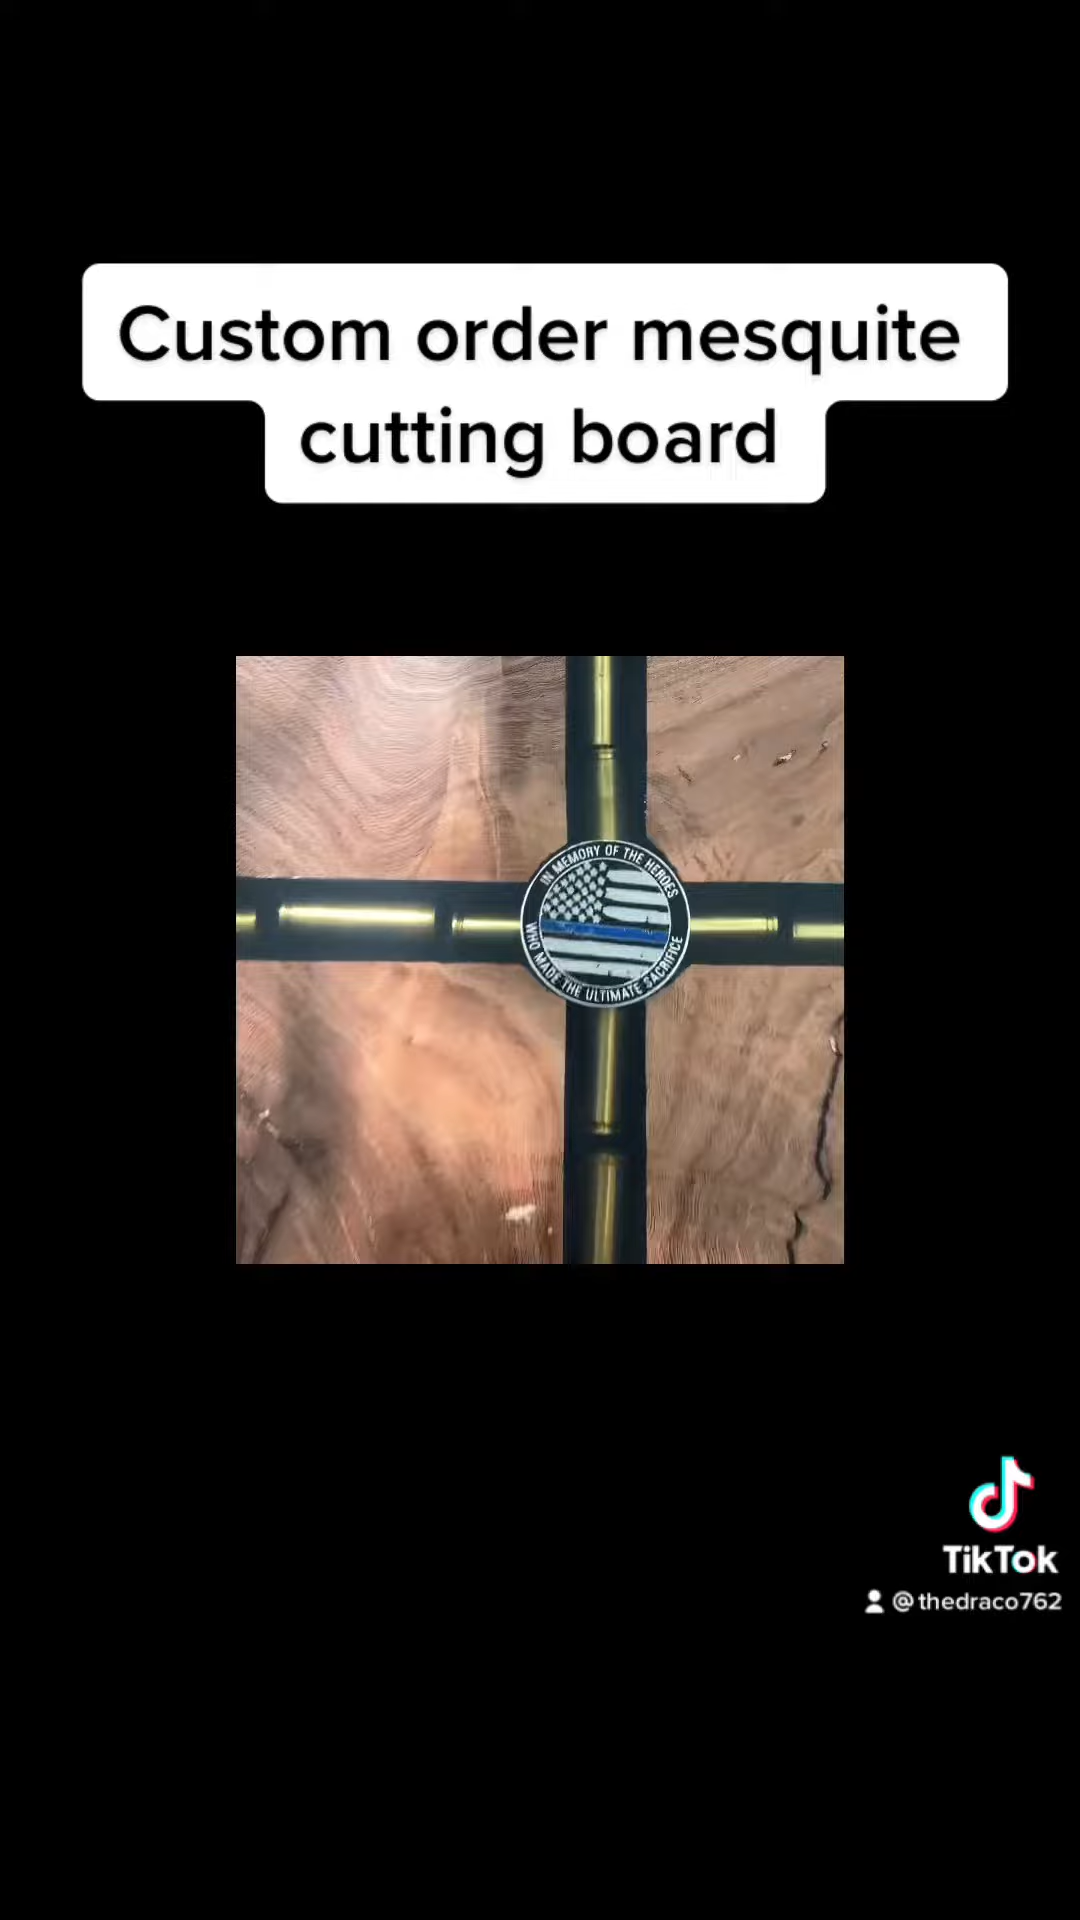 Custom order mesquite
cutting board
IN MEMORY OF THE HEROES
WHO MADE THE ULTIMATE SACRIFICE
TikTok
@thedraco762